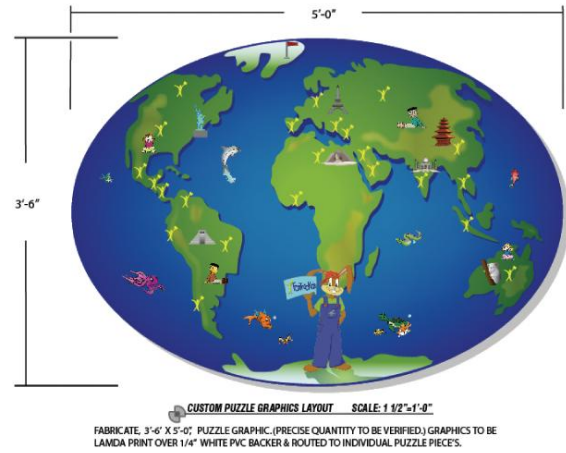 5'-0"
3'-6"
CUSTOM PUZZLE GRAPHICS LAYOUT SCALE: 1 1/2"=1'-0"
FABRICATE, 3'-6' X 5'-0", PUZZLE GRAPHIC.(PRECISE QUANTITY TO BE VERIFIED.) GRAPHICS TO BE
LAMDA PRINT OVER 1/4" WHITE PVC BACKER & ROUTED TO INDIVIDUAL PUZZLE PIECE'S.